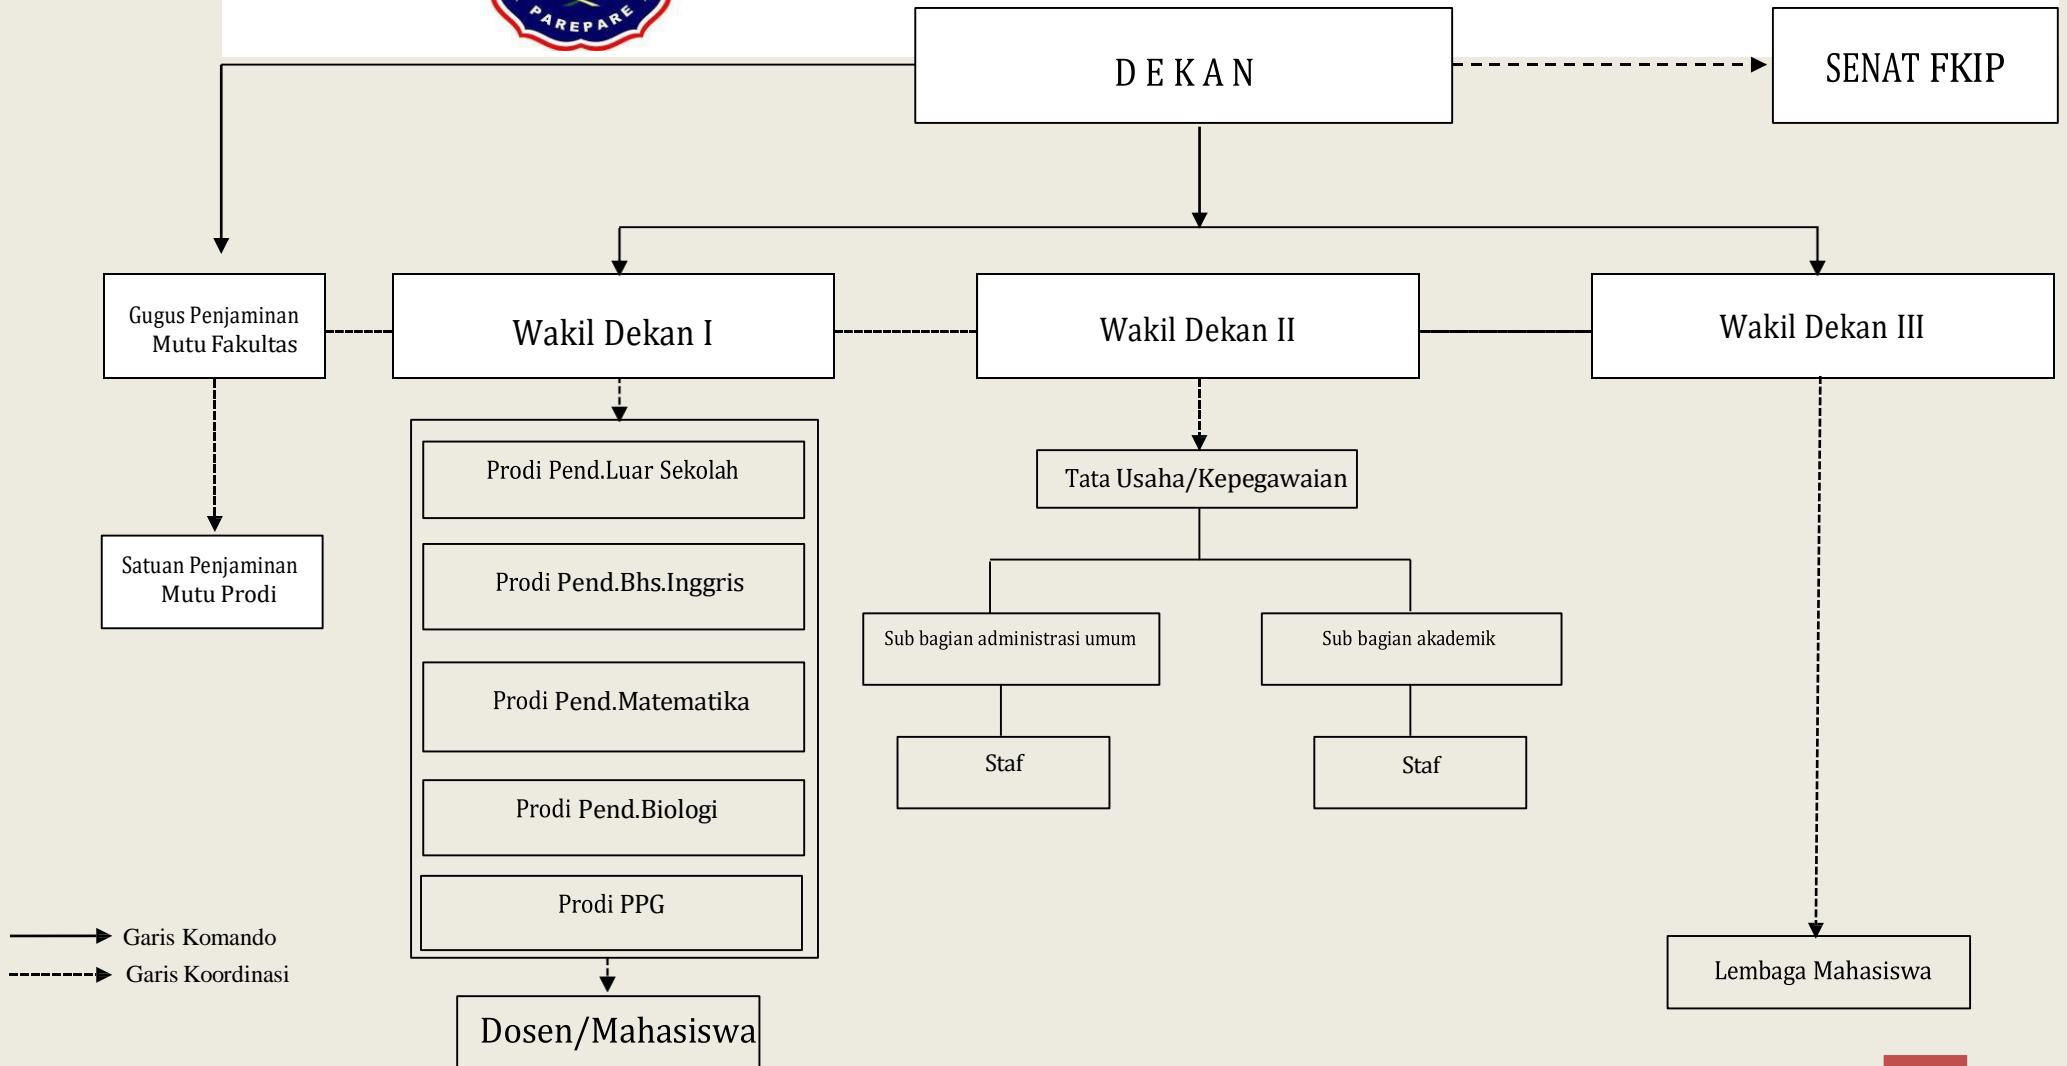 PAREPARE
D E K A N
SENAT FKIP
Gugus Penjaminan
Mutu Fakultas
Wakil Dekan I
Wakil Dekan II
Wakil Dekan III
Satuan Penjaminan
Mutu Prodi
Prodi Pend.Luar Sekolah
Prodi Pend.Bhs.Inggris
Prodi Pend.Matematika
Prodi Pend.Biologi
Prodi PPG
Dosen/Mahasiswa
Tata Usaha/Kepegawaian
Sub bagian administrasi umum
Sub bagian akademik
Staf
Staf
Lembaga Mahasiswa
Garis Komando
Garis Koordinasi